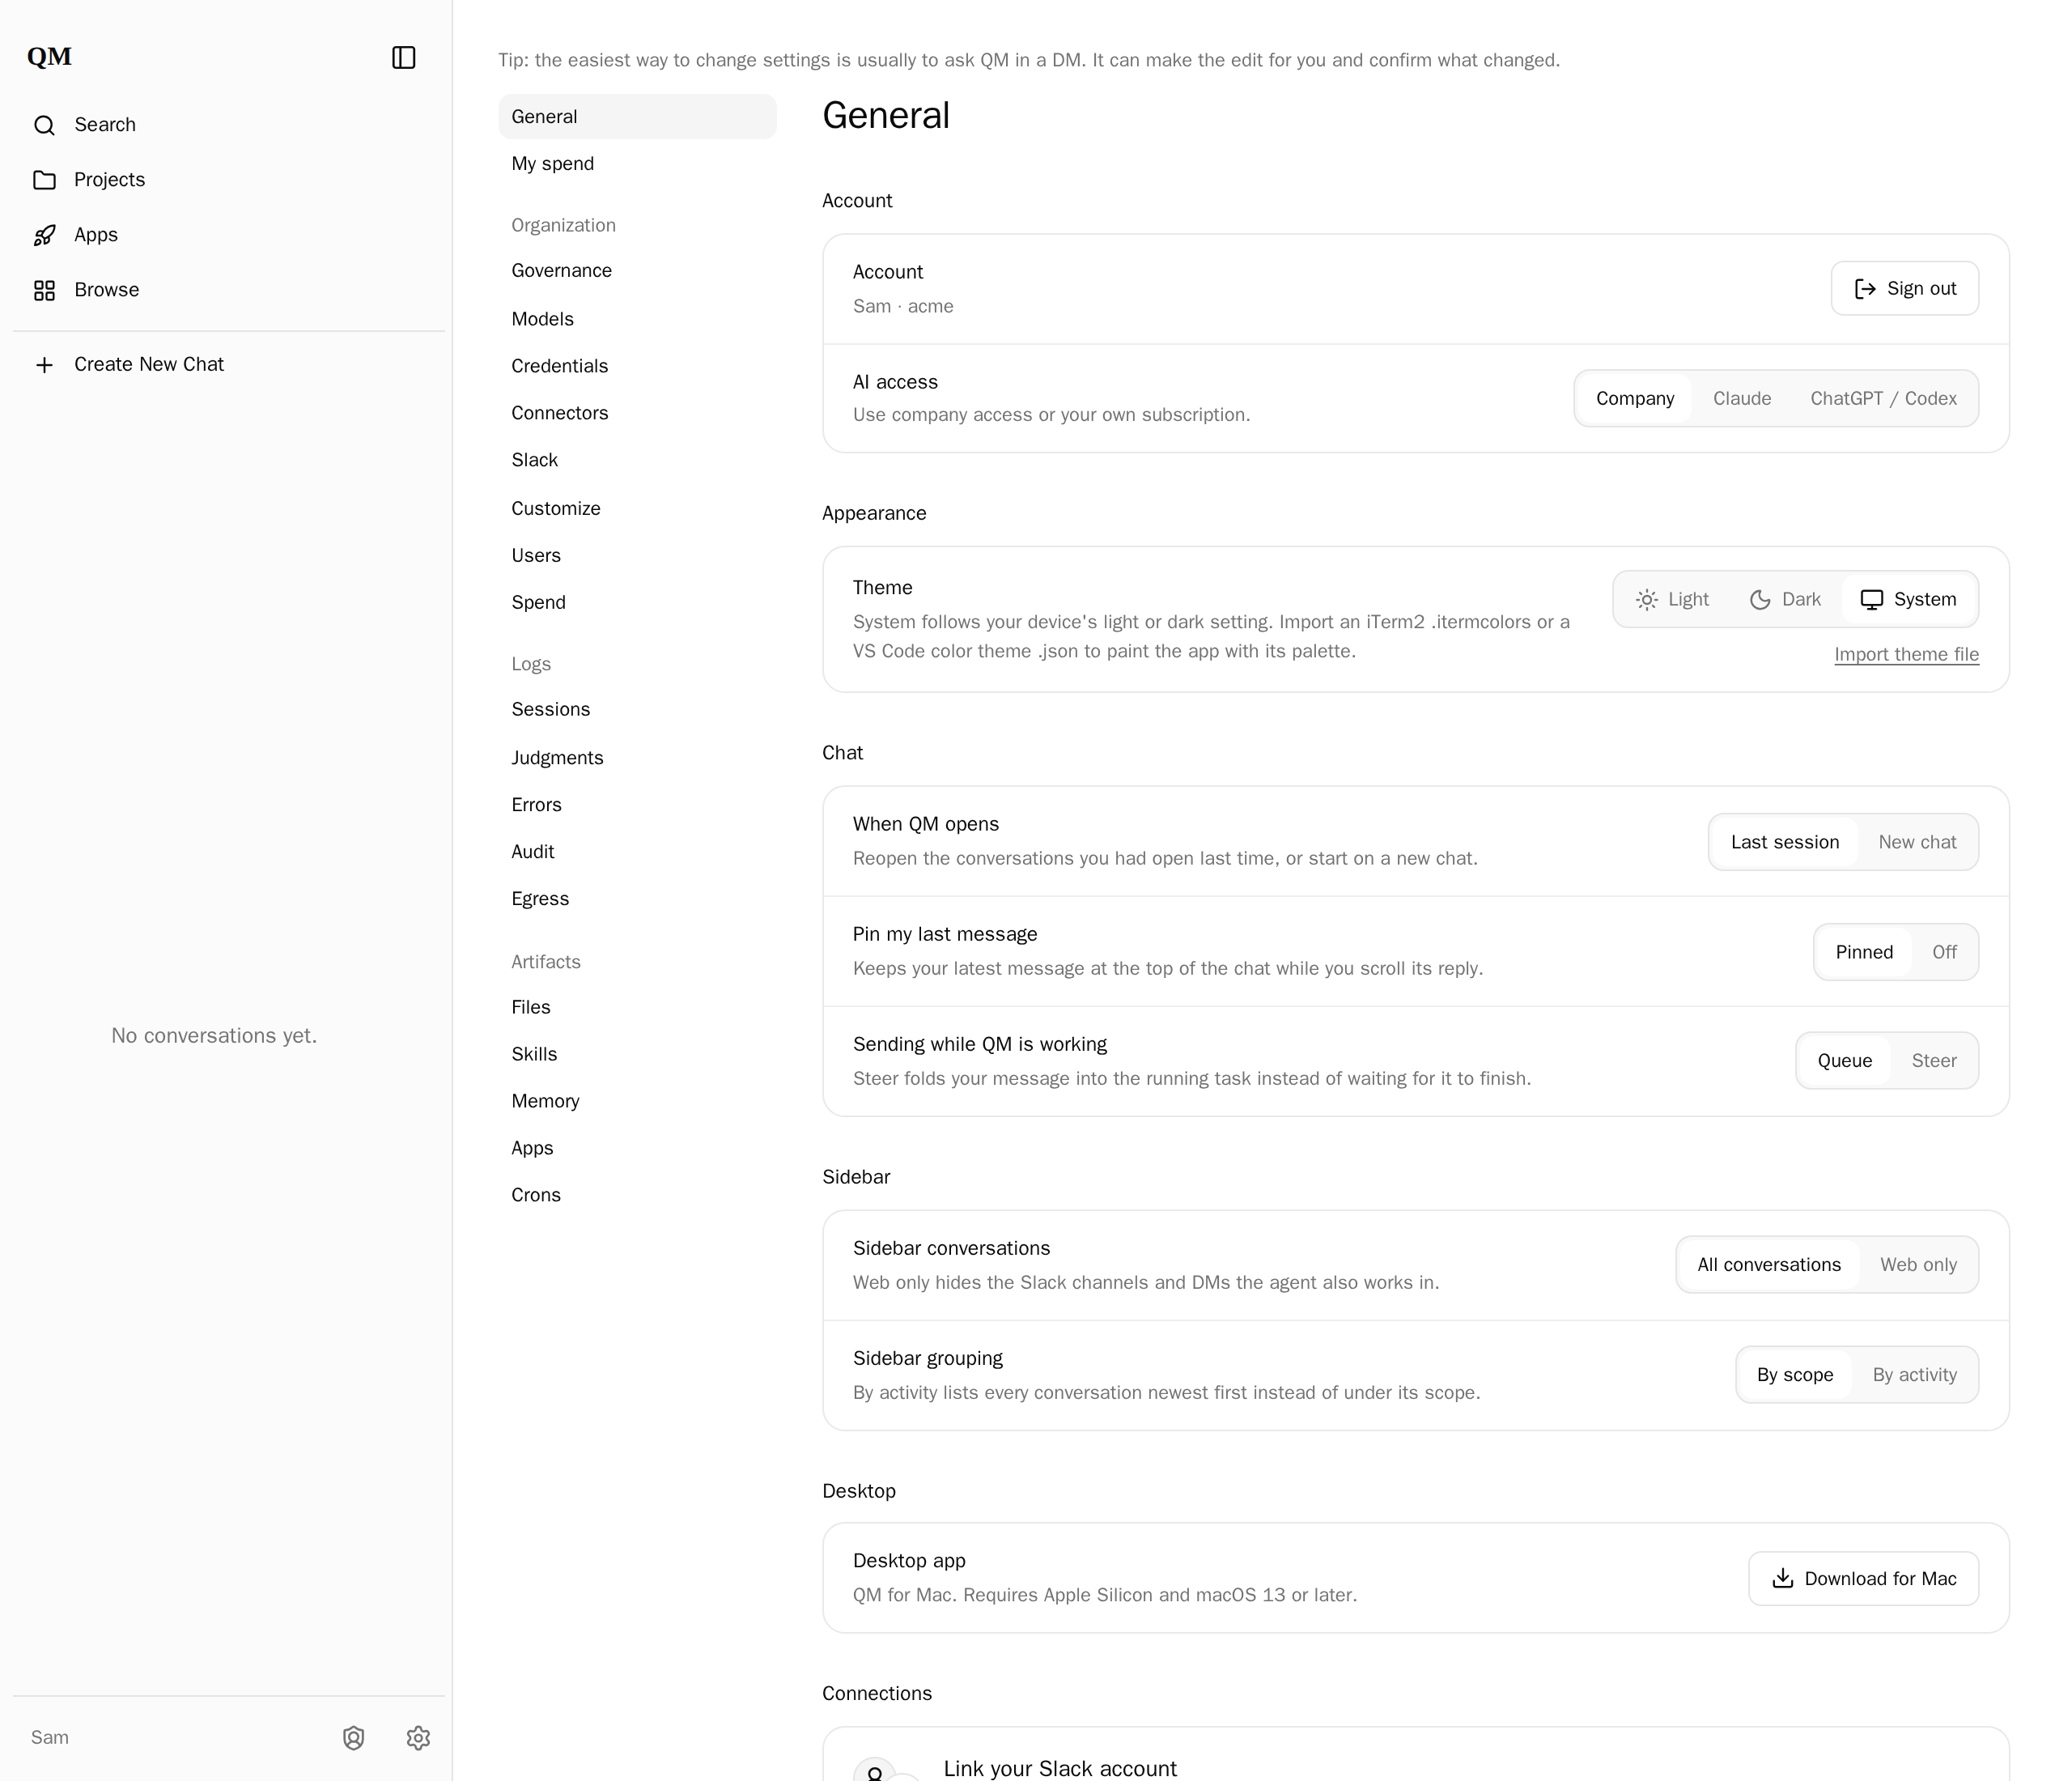 QM
Search
Projects
Apps
Browse
Create New Chat
No conversations yet.
Sam
Tip: the easiest way to change settings is usually to ask QM in a DM. It can make the edit for you and confirm what changed.
General
My spend
Organization
Governance
Models
Credentials
Connectors
Slack
Customize
Users
Spend
Logs
Sessions
Judgments
Errors
Audit
Egress
Artifacts
Files
Skills
Memory
Apps
Crons
General
Account
Account
Sam · acme
Sign out
AI access
Use company access or your own subscription.
Company
Claude
ChatGPT / Codex
Appearance
Theme
System follows your device's light or dark setting. Import an iTerm2 .itermcolors or a
VS Code color theme .json to paint the app with its palette.
Light
Dark
System
Import theme file
Chat
When QM opens
Reopen the conversations you had open last time, or start on a new chat.
Last session
New chat
Pin my last message
Keeps your latest message at the top of the chat while you scroll its reply.
Pinned
Off
Sending while QM is working
Steer folds your message into the running task instead of waiting for it to finish.
Queue
Steer
Sidebar
Sidebar conversations
Web only hides the Slack channels and DMs the agent also works in.
All conversations
Web only
Sidebar grouping
By activity lists every conversation newest first instead of under its scope.
By scope
By activity
Desktop
Desktop app
QM for Mac. Requires Apple Silicon and macOS 13 or later.
Download for Mac
Connections
Link your Slack account